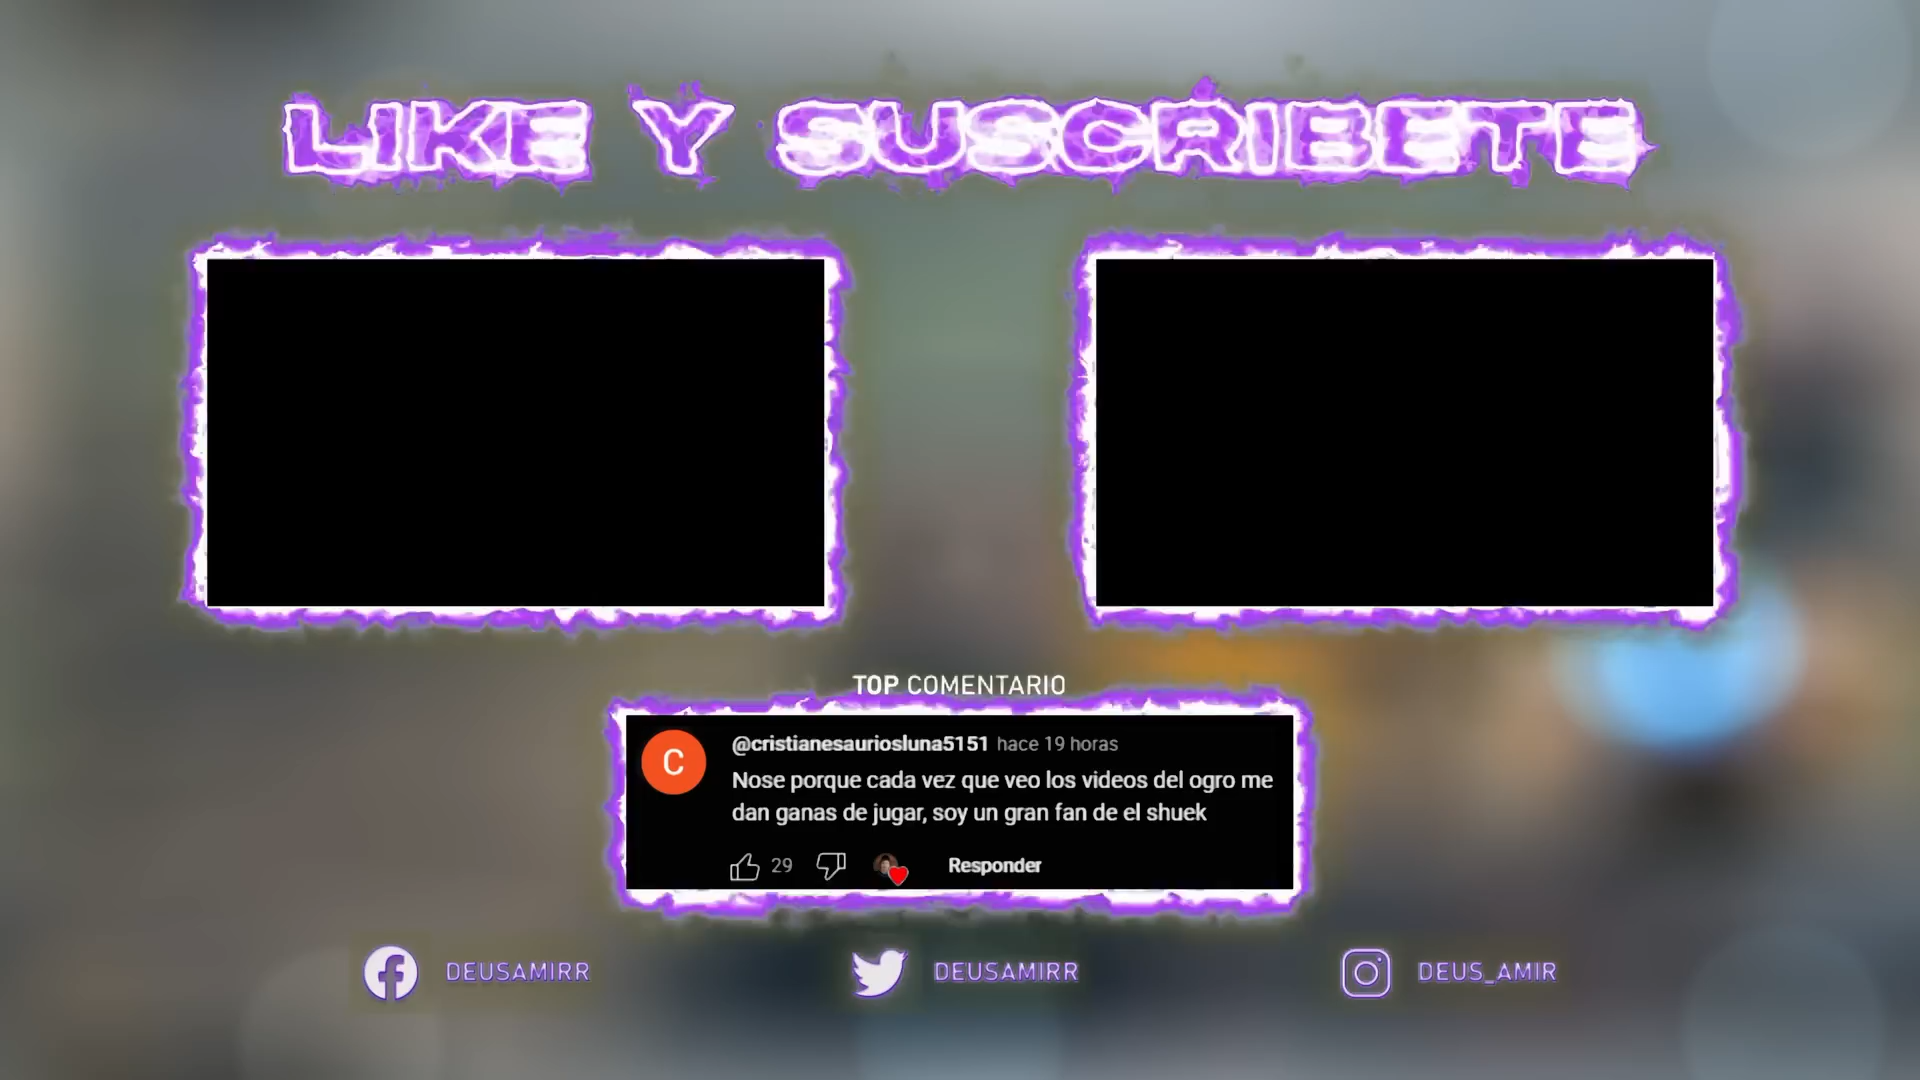 LIKE Y SUSCRIBETE
TOP COMENTARIO
C
@cristianesauriosluna5151 hace 19 horas
Nose porque cada vez que veo los videos del ogro me
dan ganas de jugar, soy un gran fan de el shuek
29 Responder
DEUSAMIRR DEUSAMIRR DEUS_AMIR